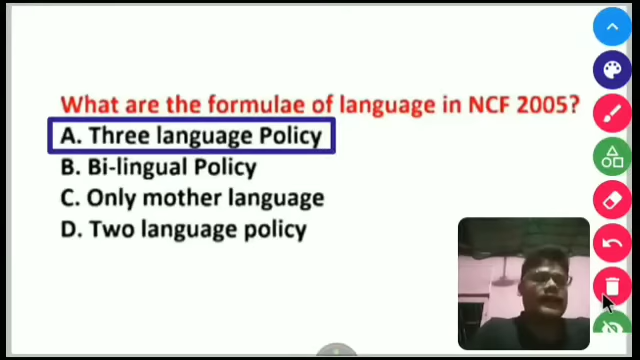 What are the formulae of language in NCF 2005?
A. Three language Policy
B. Bi-lingual Policy
C. Only mother language
D. Two language policy